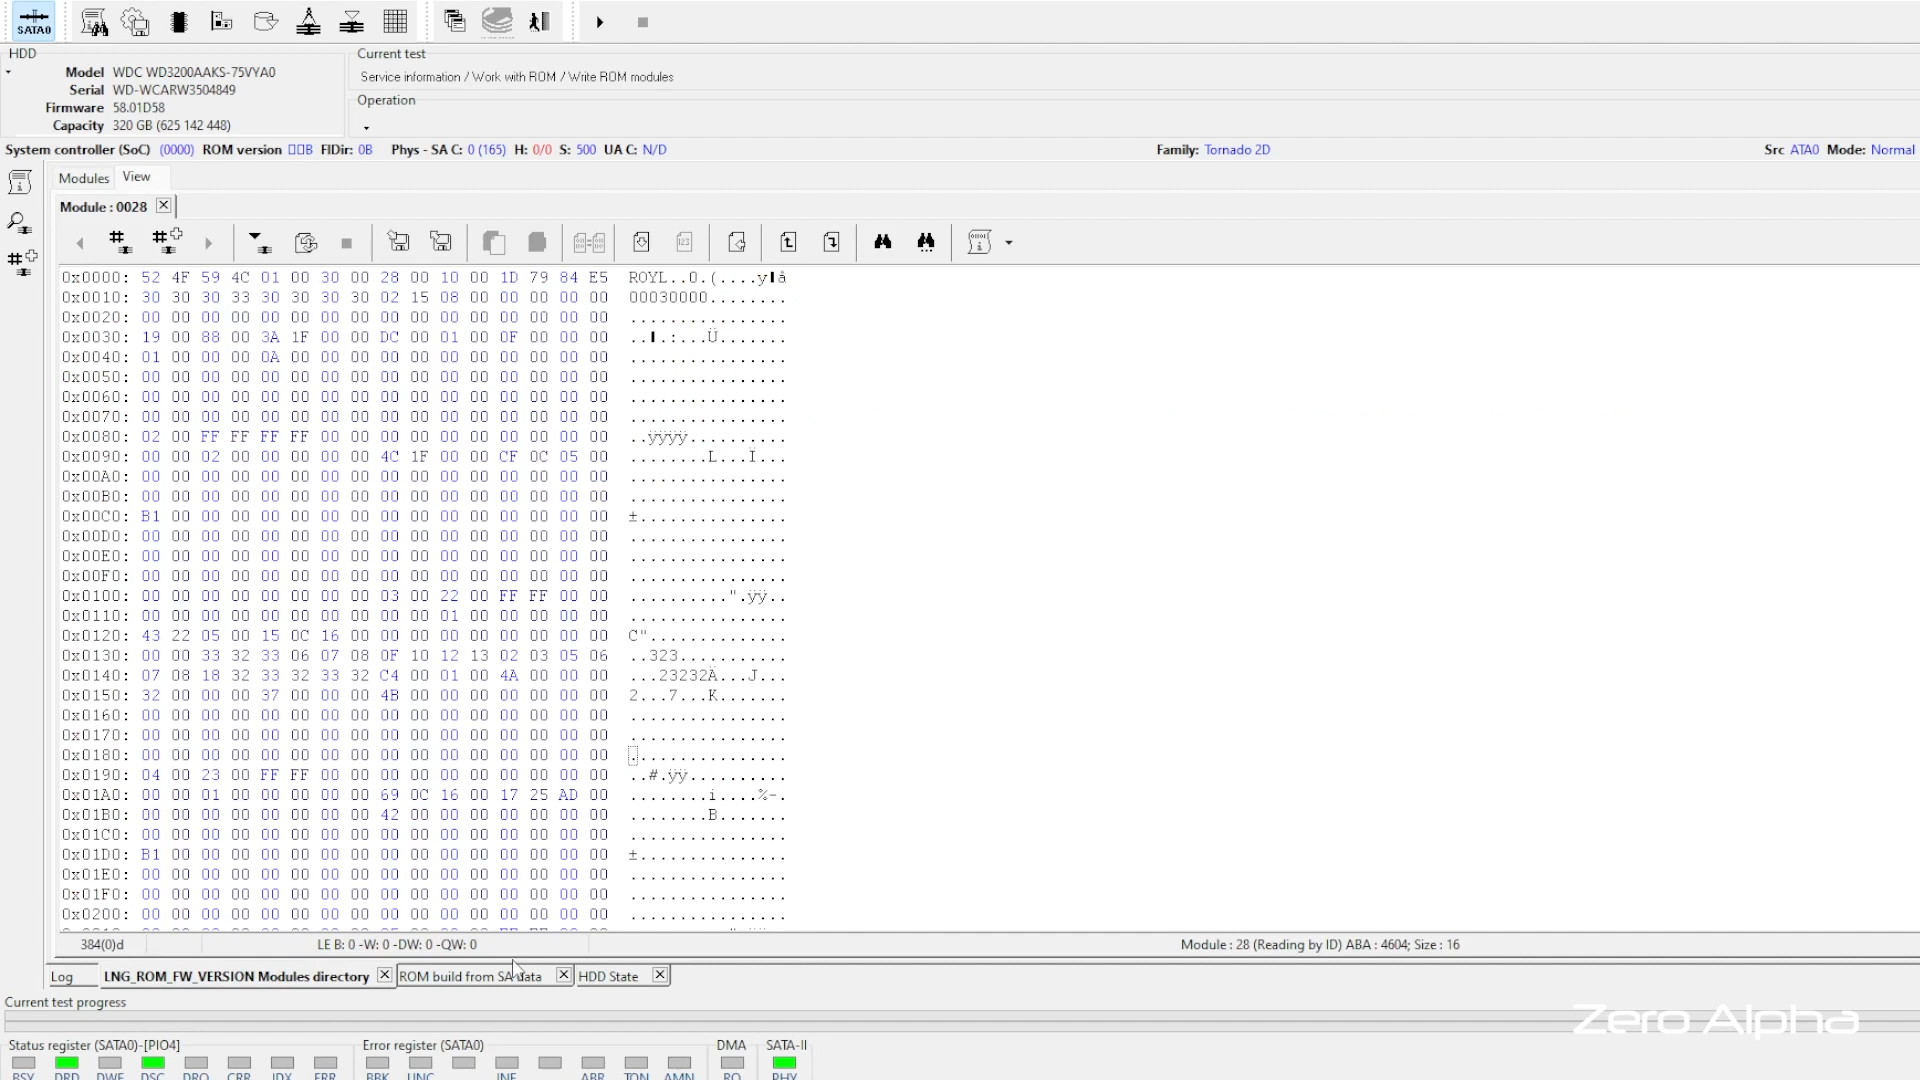 SATA0
HDD
Model WDC WD3200AAKS-75VYA0
Serial WD-WCARW3504849
Firmware 58.01D58
Capacity 320 GB (625 142 448)
Current test
Service information / Work with ROM / Write ROM modules
Operation
System controller (SoC) (0000) ROM version □□B FlDir: 0B Phys - SA C: 0 (165) H: 0/0 S: 500 UA C: N/D Family: Tornado 2D Src ATA0 Mode: Normal
Modules View
Module : 0028
0x0000: 52 4F 59 4C 01 00 30 00 28 00 10 00 1D 79 84 E5 ROYL..0.(....y▮å
0x0010: 30 30 30 33 30 30 30 30 02 15 08 00 00 00 00 00 00030000........
0x0020: 00 00 00 00 00 00 00 00 00 00 00 00 00 00 00 00 ................
0x0030: 19 00 88 00 3A 1F 00 00 DC 00 01 00 0F 00 00 00 ..▮.:...Ü.......
0x0040: 01 00 00 00 0A 00 00 00 00 00 00 00 00 00 00 00 ................
0x0050: 00 00 00 00 00 00 00 00 00 00 00 00 00 00 00 00 ................
0x0060: 00 00 00 00 00 00 00 00 00 00 00 00 00 00 00 00 ................
0x0070: 00 00 00 00 00 00 00 00 00 00 00 00 00 00 00 00 ................
0x0080: 02 00 FF FF FF FF 00 00 00 00 00 00 00 00 00 00 ..ÿÿÿÿ..........
0x0090: 00 00 02 00 00 00 00 00 4C 1F 00 00 CF 0C 05 00 ........L...Ï...
0x00A0: 00 00 00 00 00 00 00 00 00 00 00 00 00 00 00 00 ................
0x00B0: 00 00 00 00 00 00 00 00 00 00 00 00 00 00 00 00 ................
0x00C0: B1 00 00 00 00 00 00 00 00 00 00 00 00 00 00 00 ±...............
0x00D0: 00 00 00 00 00 00 00 00 00 00 00 00 00 00 00 00 ................
0x00E0: 00 00 00 00 00 00 00 00 00 00 00 00 00 00 00 00 ................
0x00F0: 00 00 00 00 00 00 00 00 00 00 00 00 00 00 00 00 ................
0x0100: 00 00 00 00 00 00 00 00 03 00 22 00 FF FF 00 00 ..........".ÿÿ..
0x0110: 00 00 00 00 00 00 00 00 00 00 01 00 00 00 00 00 ................
0x0120: 43 22 05 00 15 0C 16 00 00 00 00 00 00 00 00 00 C"..............
0x0130: 00 00 33 32 33 06 07 08 0F 10 12 13 02 03 05 06 ..323...........
0x0140: 07 08 18 32 33 32 33 32 C4 00 01 00 4A 00 00 00 ...23232Ä...J...
0x0150: 32 00 00 00 37 00 00 00 4B 00 00 00 00 00 00 00 2...7...K.......
0x0160: 00 00 00 00 00 00 00 00 00 00 00 00 00 00 00 00 ................
0x0170: 00 00 00 00 00 00 00 00 00 00 00 00 00 00 00 00 ................
0x0180: 00 00 00 00 00 00 00 00 00 00 00 00 00 00 00 00 ................
0x0190: 04 00 23 00 FF FF 00 00 00 00 00 00 00 00 00 00 ..#.ÿÿ..........
0x01A0: 00 00 01 00 00 00 00 00 69 0C 16 00 17 25 AD 00 ........i....%-.
0x01B0: 00 00 00 00 00 00 00 00 42 00 00 00 00 00 00 00 ........B.......
0x01C0: 00 00 00 00 00 00 00 00 00 00 00 00 00 00 00 00 ................
0x01D0: B1 00 00 00 00 00 00 00 00 00 00 00 00 00 00 00 ±...............
0x01E0: 00 00 00 00 00 00 00 00 00 00 00 00 00 00 00 00 ................
0x01F0: 00 00 00 00 00 00 00 00 00 00 00 00 00 00 00 00 ................
0x0200: 00 00 00 00 00 00 00 00 00 00 00 00 00 00 00 00 ................
384(0)d LE B: 0 -W: 0 -DW: 0 -QW: 0 Module : 28 (Reading by ID) ABA : 4604; Size : 16
Log LNG_ROM_FW_VERSION Modules directory ROM build from SA data HDD State
Current test progress
Zero Alpha
Status register (SATA0)-[PIO4] Error register (SATA0) DMA SATA-II
BSY DRD DWF DSC DRQ CRR IDX ERR BBK UNC INF ABR TON AMN RQ PHY